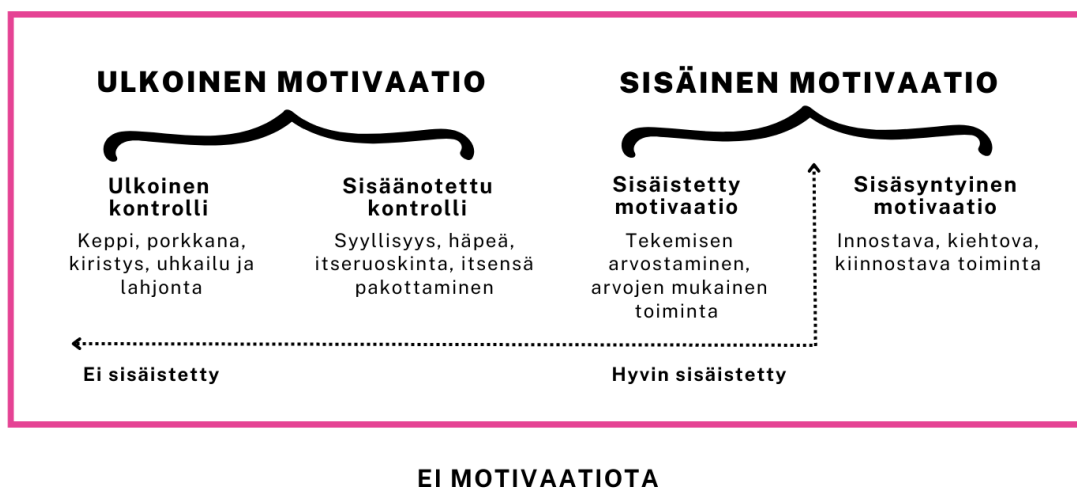 ULKOINEN MOTIVAATIO
SISÄINEN MOTIVAATIO
Ulkoinen
kontrolli
Keppi, porkkana,
kiristys, uhkailu ja
lahjonta
Sisäänotettu
kontrolli
Syyllisyys, häpeä,
itseruoskinta, itsensä
pakottaminen
Sisäistetty
motivaatio
Tekemisen
arvostaminen,
arvojen mukainen
toiminta
Sisäsyntyinen
motivaatio
Innostava, kiehtova,
kiinnostava toiminta
Ei sisäistetty
Hyvin sisäistetty
EI MOTIVAATIOTA